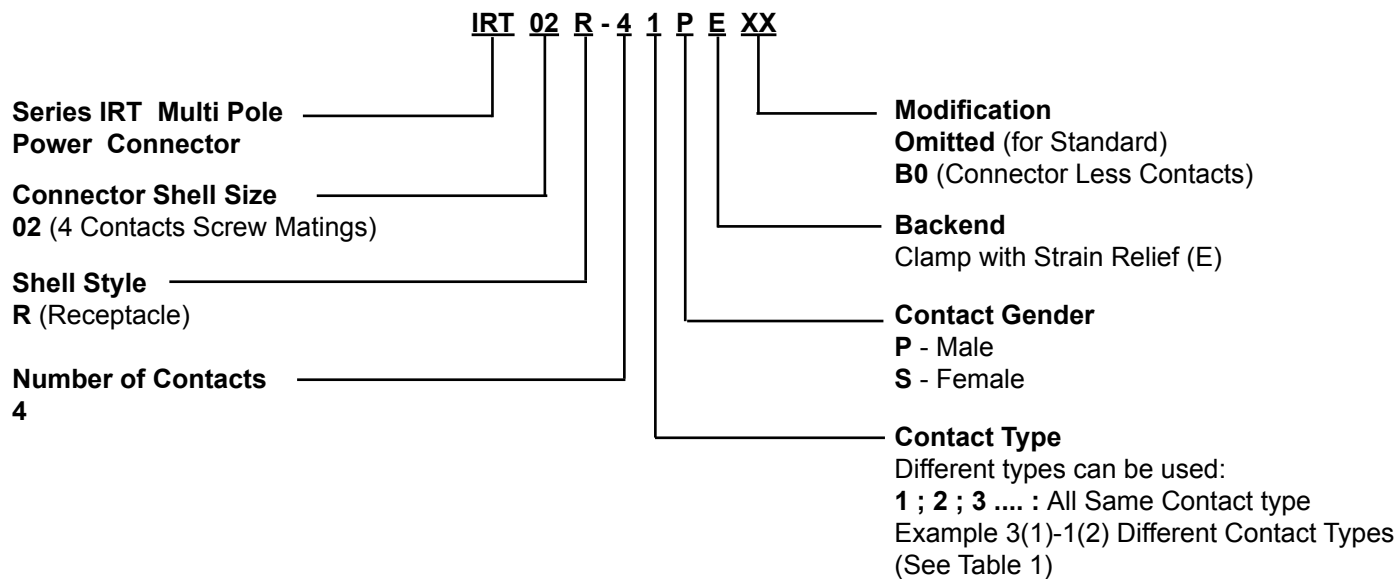 IRT 02 R - 4 1 P E XX
Series IRT Multi Pole
Power Connector
Connector Shell Size
02 (4 Contacts Screw Matings)
Shell Style
R (Receptacle)
Number of Contacts
4
Modification
Omitted (for Standard)
B0 (Connector Less Contacts)
Backend
Clamp with Strain Relief (E)
Contact Gender
P - Male
S - Female
Contact Type
Different types can be used:
1 ; 2 ; 3 .... : All Same Contact type
Example 3(1)-1(2) Different Contact Types
(See Table 1)